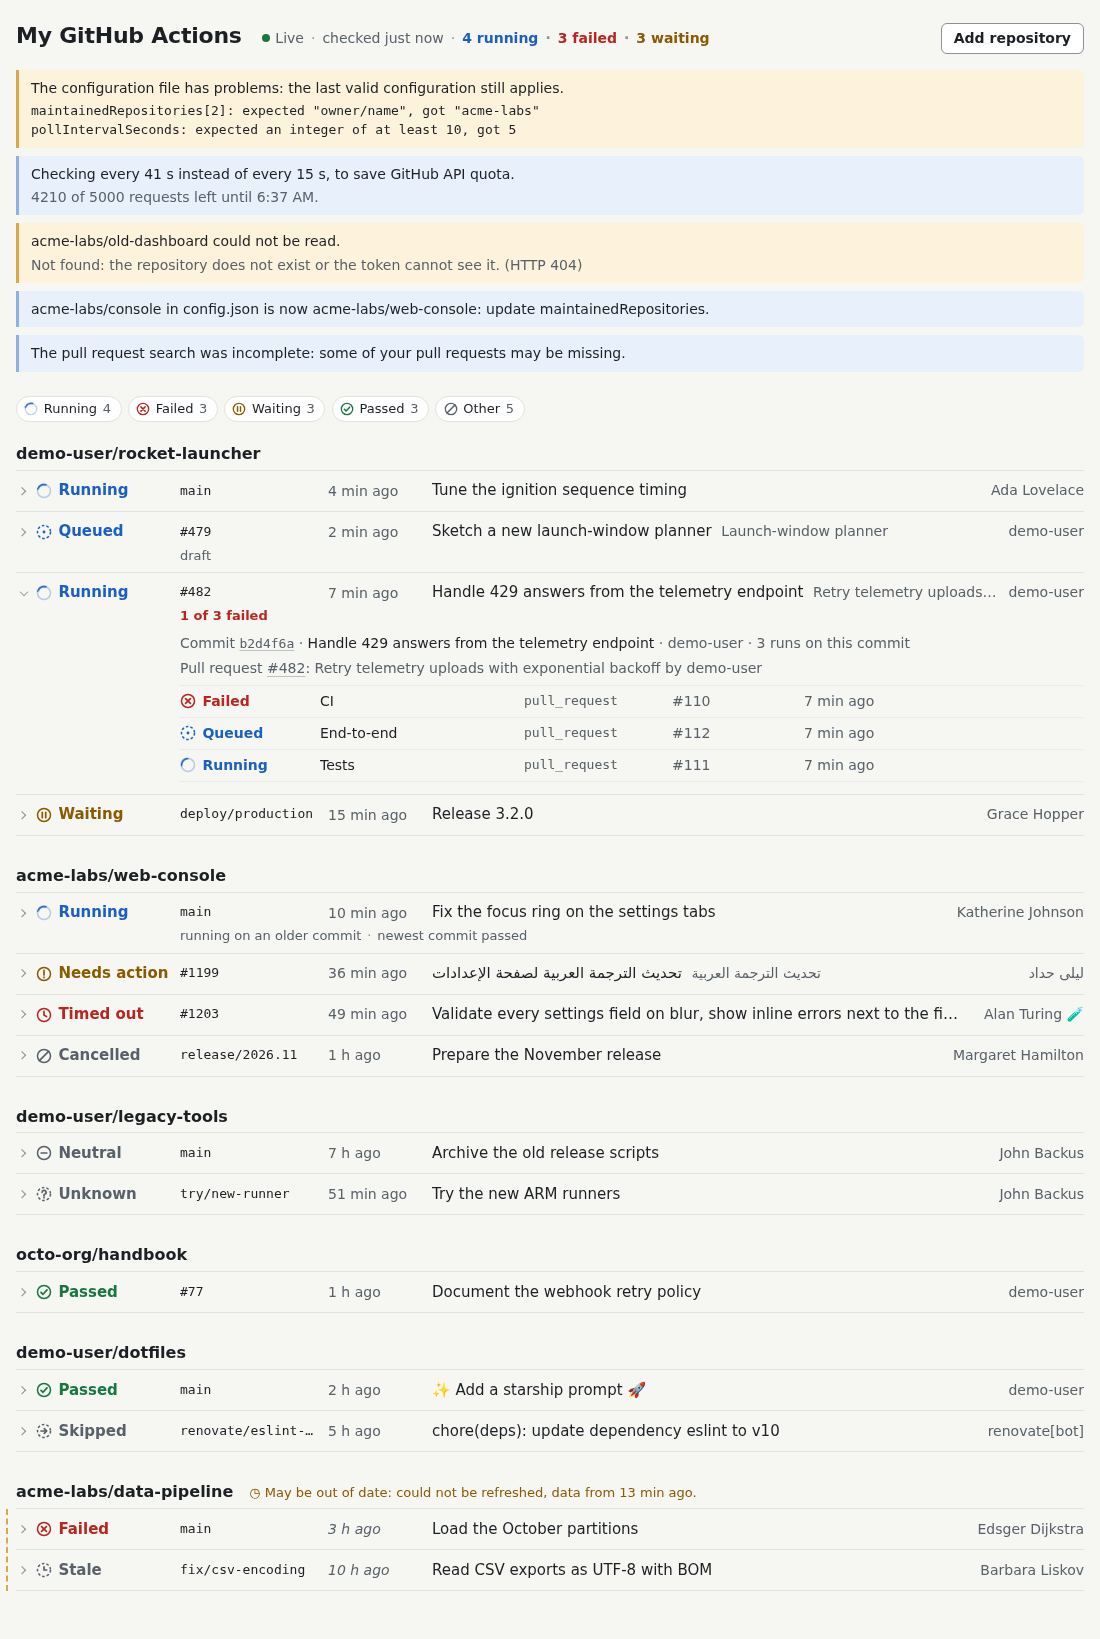 My GitHub Actions Live · checked just now · 4 running · 3 failed · 3 waiting Add repository
The configuration file has problems: the last valid configuration still applies.
maintainedRepositories[2]: expected "owner/name", got "acme-labs"
pollIntervalSeconds: expected an integer of at least 10, got 5
Checking every 41 s instead of every 15 s, to save GitHub API quota.
4210 of 5000 requests left until 6:37 AM.
acme-labs/old-dashboard could not be read.
Not found: the repository does not exist or the token cannot see it. (HTTP 404)
acme-labs/console in config.json is now acme-labs/web-console: update maintainedRepositories.
The pull request search was incomplete: some of your pull requests may be missing.
Running 4 Failed 3 Waiting 3 Passed 3 Other 5
demo-user/rocket-launcher
Running main 4 min ago Tune the ignition sequence timing Ada Lovelace
Queued #479 2 min ago Sketch a new launch-window planner Launch-window planner demo-user
draft
Running #482 7 min ago Handle 429 answers from the telemetry endpoint Retry telemetry uploads… demo-user
1 of 3 failed
Commit b2d4f6a · Handle 429 answers from the telemetry endpoint · demo-user · 3 runs on this commit
Pull request #482: Retry telemetry uploads with exponential backoff by demo-user
Failed CI pull_request #110 7 min ago
Queued End-to-end pull_request #112 7 min ago
Running Tests pull_request #111 7 min ago
Waiting deploy/production 15 min ago Release 3.2.0 Grace Hopper
acme-labs/web-console
Running main 10 min ago Fix the focus ring on the settings tabs Katherine Johnson
running on an older commit · newest commit passed
Needs action #1199 36 min ago تحديث الترجمة العربية لصفحة الإعدادات تحديث الترجمة العربية ليلى حداد
Timed out #1203 49 min ago Validate every settings field on blur, show inline errors next to the fi… Alan Turing 🧪
Cancelled release/2026.11 1 h ago Prepare the November release Margaret Hamilton
demo-user/legacy-tools
Neutral main 7 h ago Archive the old release scripts John Backus
Unknown try/new-runner 51 min ago Try the new ARM runners John Backus
octo-org/handbook
Passed #77 1 h ago Document the webhook retry policy demo-user
demo-user/dotfiles
Passed main 2 h ago ✨ Add a starship prompt 🚀 demo-user
Skipped renovate/eslint-… 5 h ago chore(deps): update dependency eslint to v10 renovate[bot]
acme-labs/data-pipeline ◷ May be out of date: could not be refreshed, data from 13 min ago.
Failed main 3 h ago Load the October partitions Edsger Dijkstra
Stale fix/csv-encoding 10 h ago Read CSV exports as UTF-8 with BOM Barbara Liskov